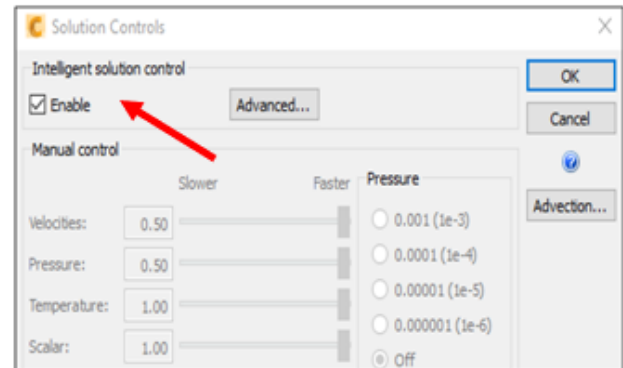 Solution Controls
Intelligent solution control
OK
Enable
Advanced...
Cancel
Manual control
Slower
Faster
Pressure
Advection...
Velocities:
0.50
0.001 (1e-3)
Pressure:
0.50
0.0001 (1e-4)
0.00001 (1e-5)
Temperature:
1.00
0.000001 (1e-6)
Scalar:
1.00
Off